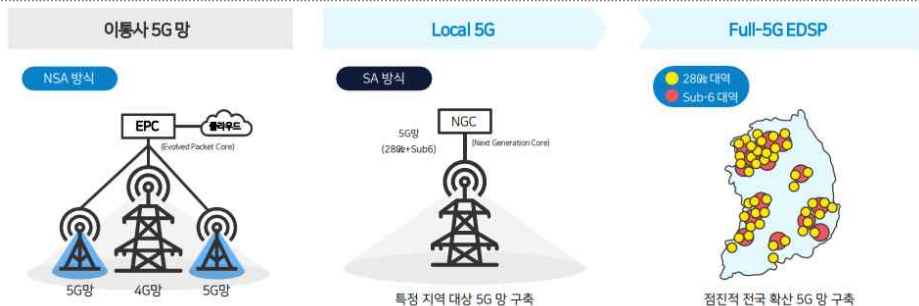 이통사 5G 망
Local 5G
Full-5G EDSP
NSA 방식
SA 방식
28㎓ 대역
Sub-6 대역
EPC
클라우드
(Evolved Packet Core)
5G망
(28㎓+Sub6)
NGC
(Next Generation Core)
5G망
4G망
5G망
특정 지역 대상 5G 망 구축
점진적 전국 확산 5G 망 구축